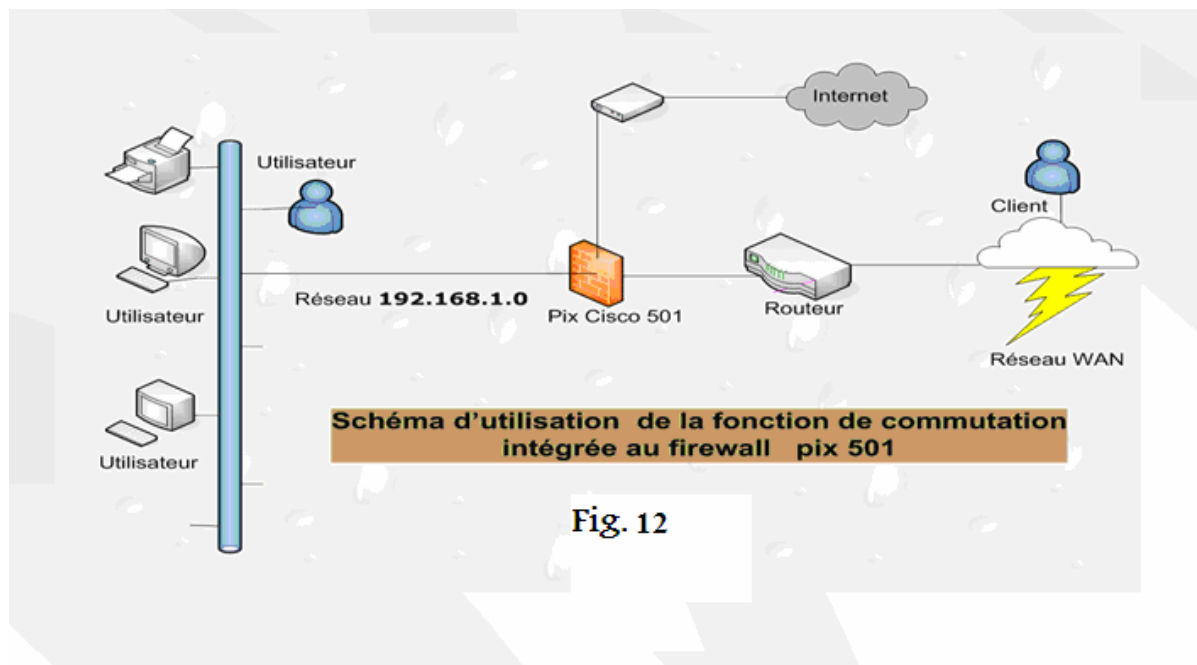 Internet
Utilisateur
Client
Réseau 192.168.1.0
Utilisateur
Pix Cisco 501
Routeur
Réseau WAN
Schéma d'utilisation de la fonction de commutation
intégrée au firewall pix 501
Utilisateur
Fig. 12